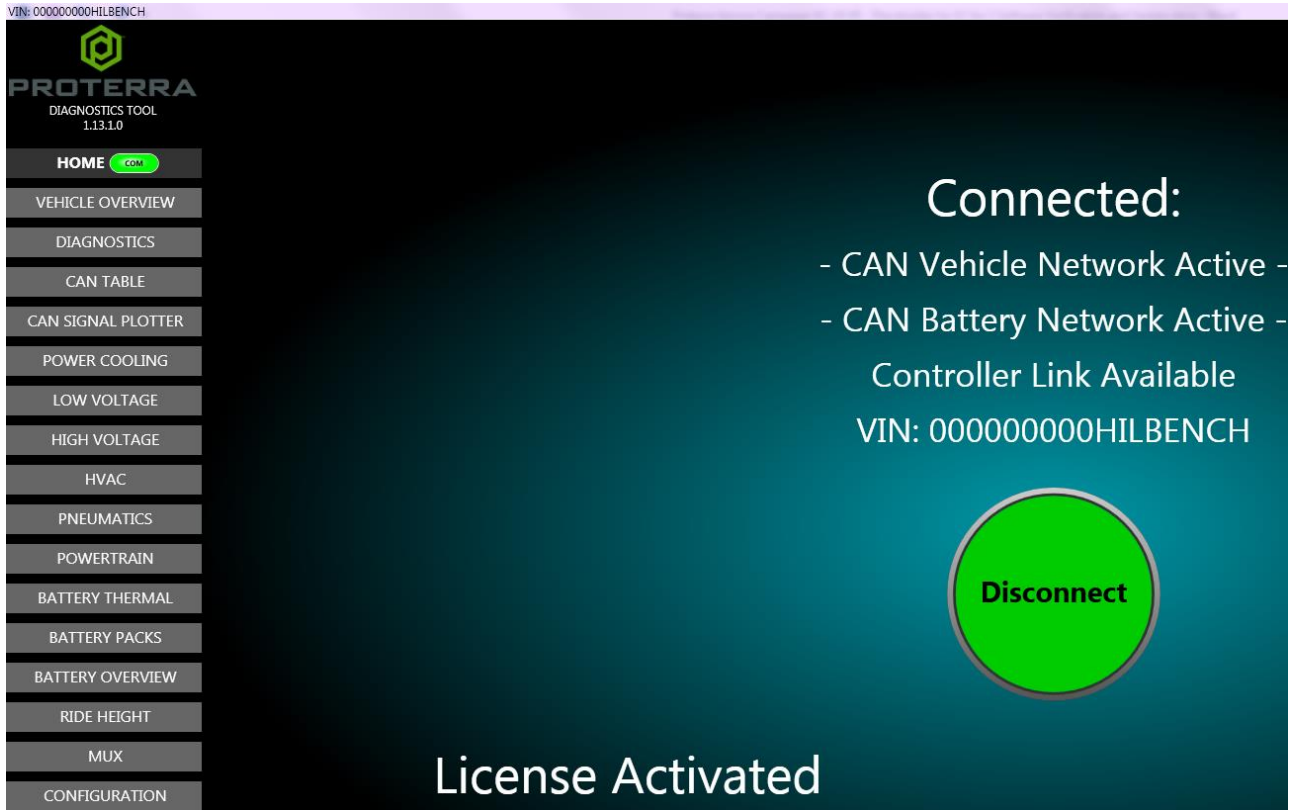 VIN: 000000000HILBENCH
PROTERRA
DIAGNOSTICS TOOL
1.13.1.0
HOME COM
VEHICLE OVERVIEW
DIAGNOSTICS
CAN TABLE
CAN SIGNAL PLOTTER
POWER COOLING
LOW VOLTAGE
HIGH VOLTAGE
HVAC
PNEUMATICS
POWERTRAIN
BATTERY THERMAL
BATTERY PACKS
BATTERY OVERVIEW
RIDE HEIGHT
MUX
CONFIGURATION
Connected:
- CAN Vehicle Network Active -
- CAN Battery Network Active -
Controller Link Available
VIN: 000000000HILBENCH
Disconnect
License Activated